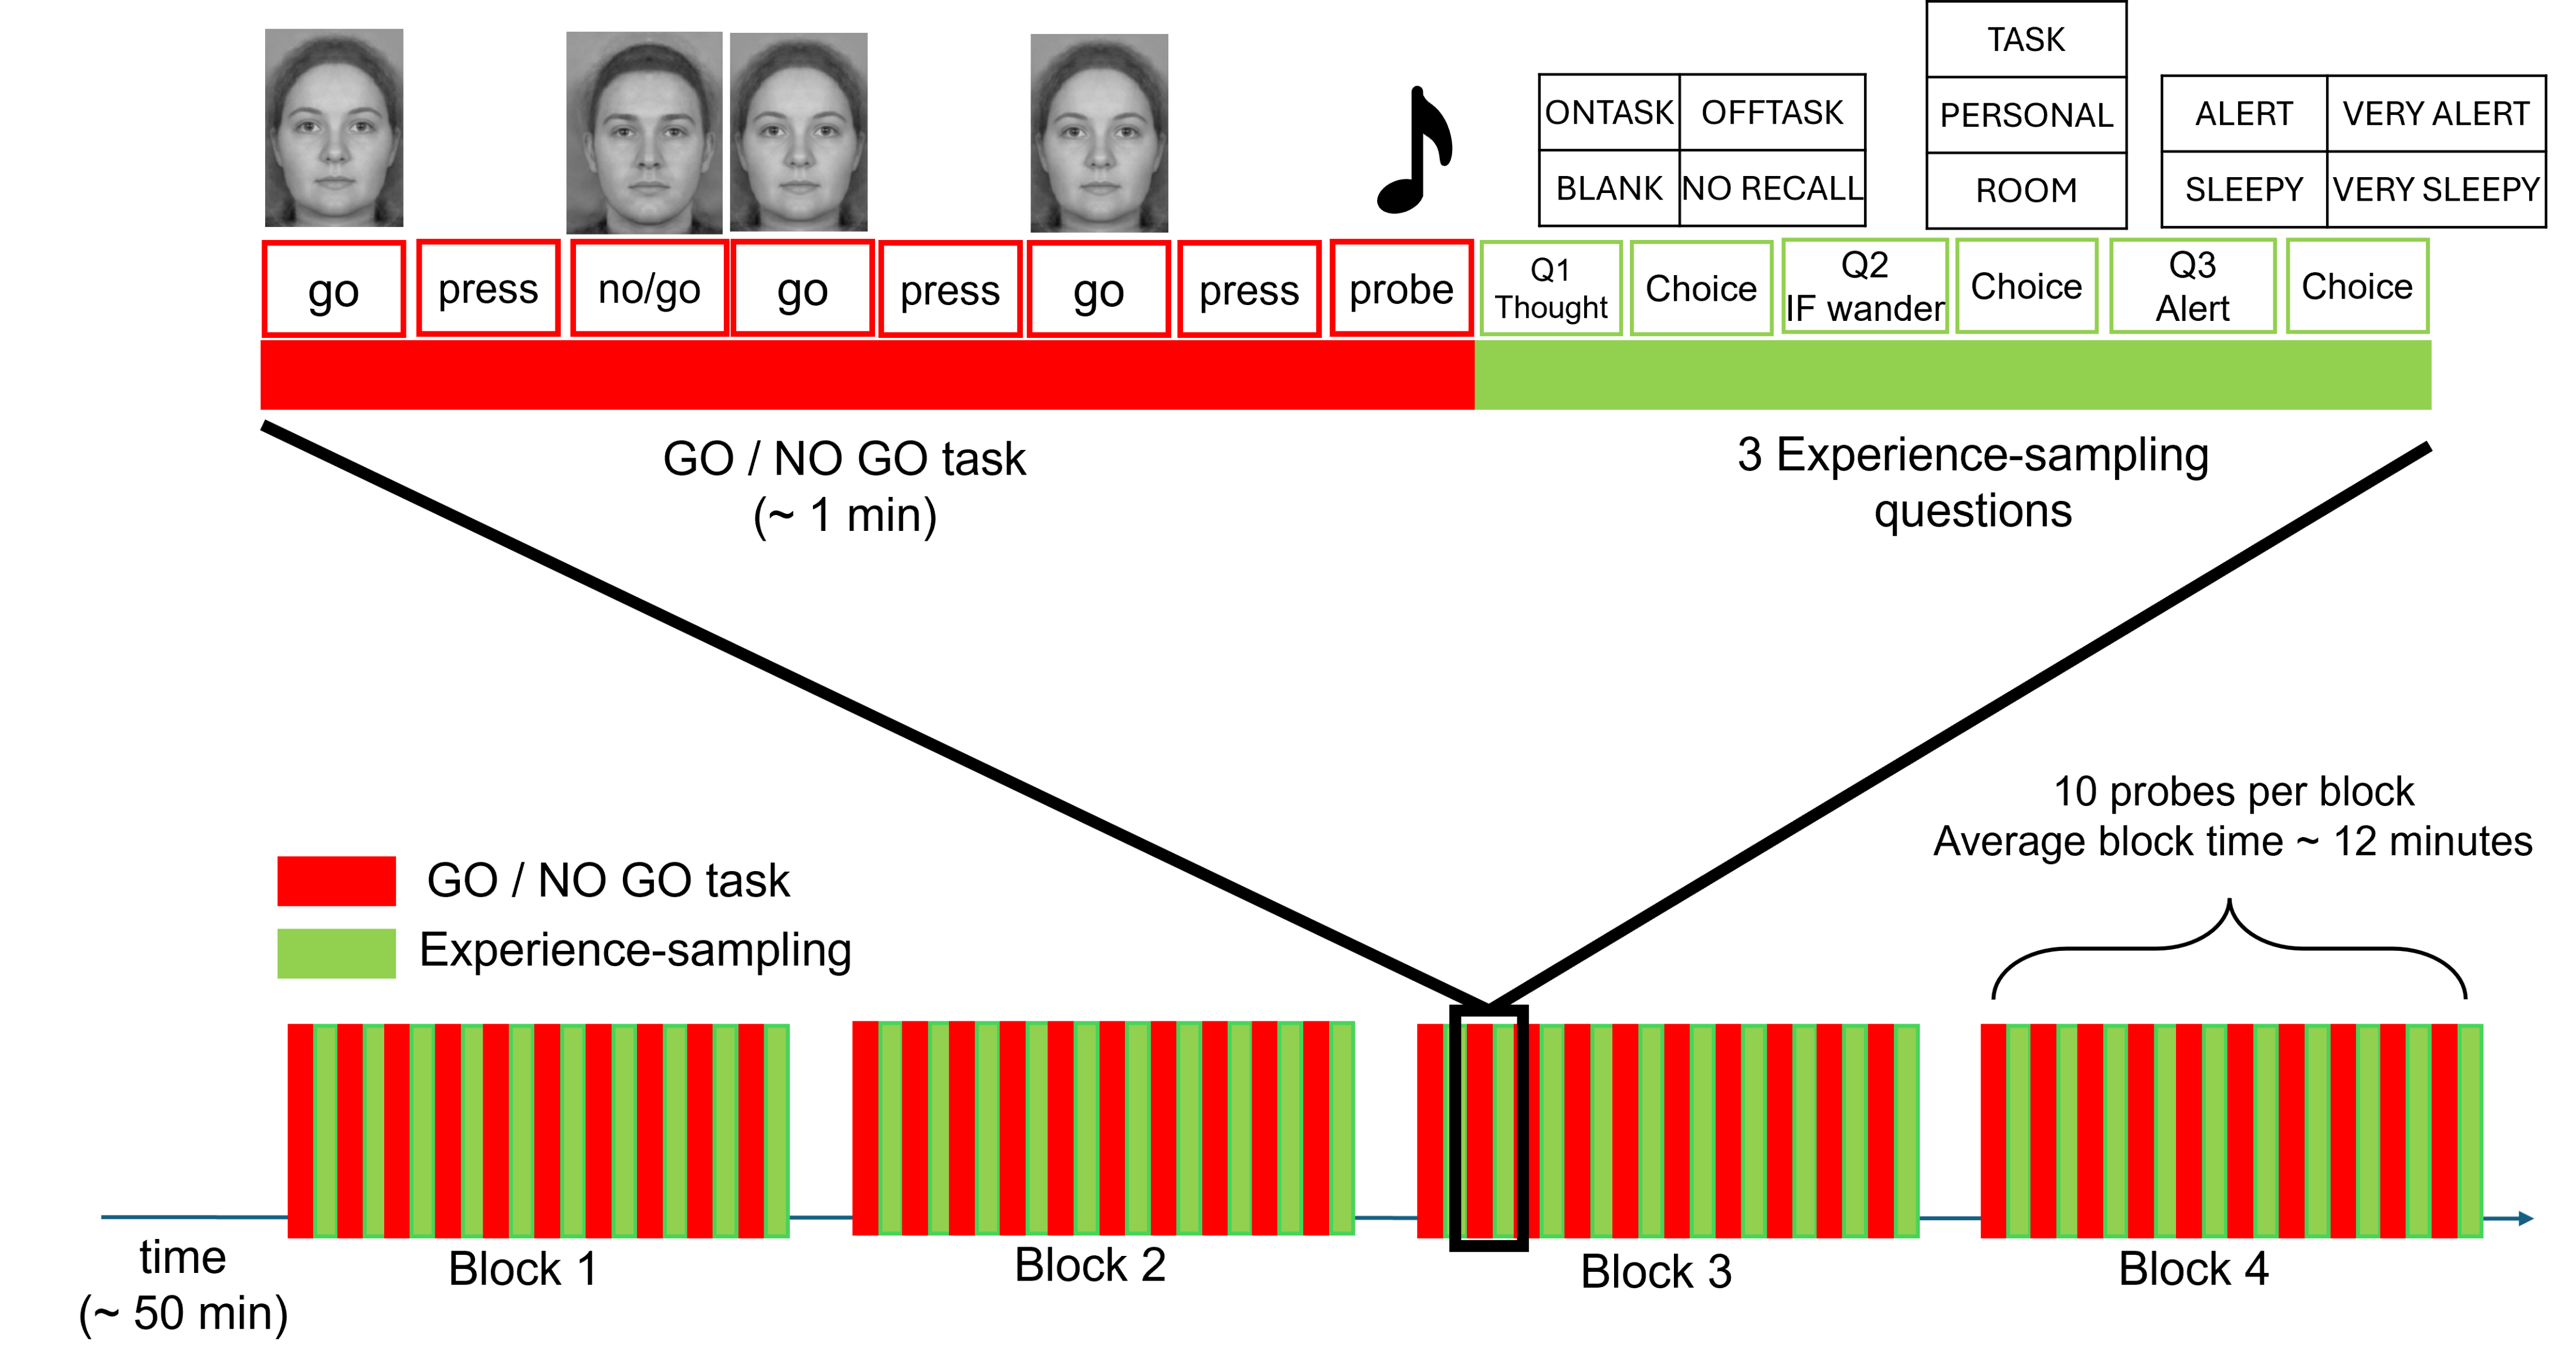 TASK
PERSONAL
ROOM
ONTASK OFFTASK
BLANK NO RECALL
ALERT VERY ALERT
SLEEPY VERY SLEEPY
go
press
no/go
go
press
go
press
probe
Q1
Thought
Choice
Q2
IF wander
Choice
Q3
Alert
Choice
GO / NO GO task
(~ 1 min)
3 Experience-sampling
questions
10 probes per block
Average block time ~ 12 minutes
GO / NO GO task
Experience-sampling
time
(~ 50 min)
Block 1
Block 2
Block 3
Block 4